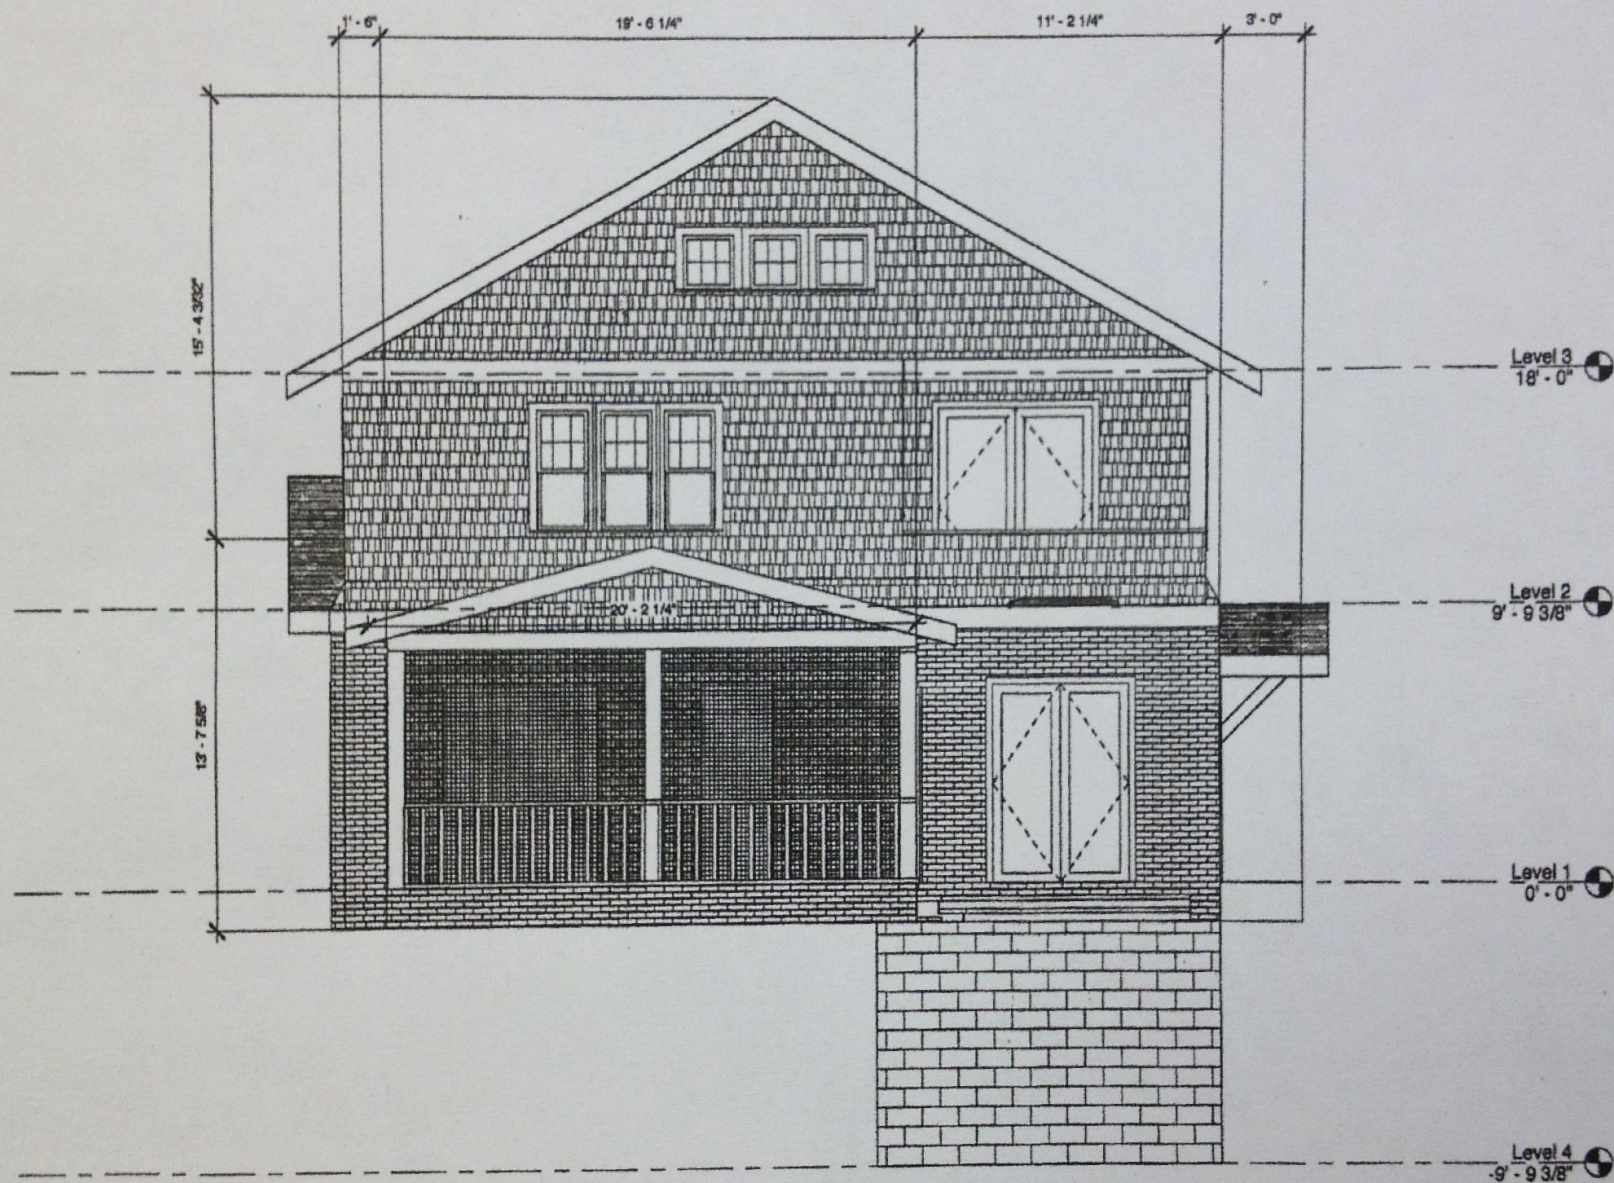 1' - 6"
19' - 6 1/4"
11' - 2 1/4"
3' - 0"
15' - 4 3/32"
Level 3
18' - 0"
Level 2
9' - 9 3/8"
20' - 2 1/4"
13' - 7 5/8"
Level 1
0' - 0"
Level 4
-9' - 9 3/8"